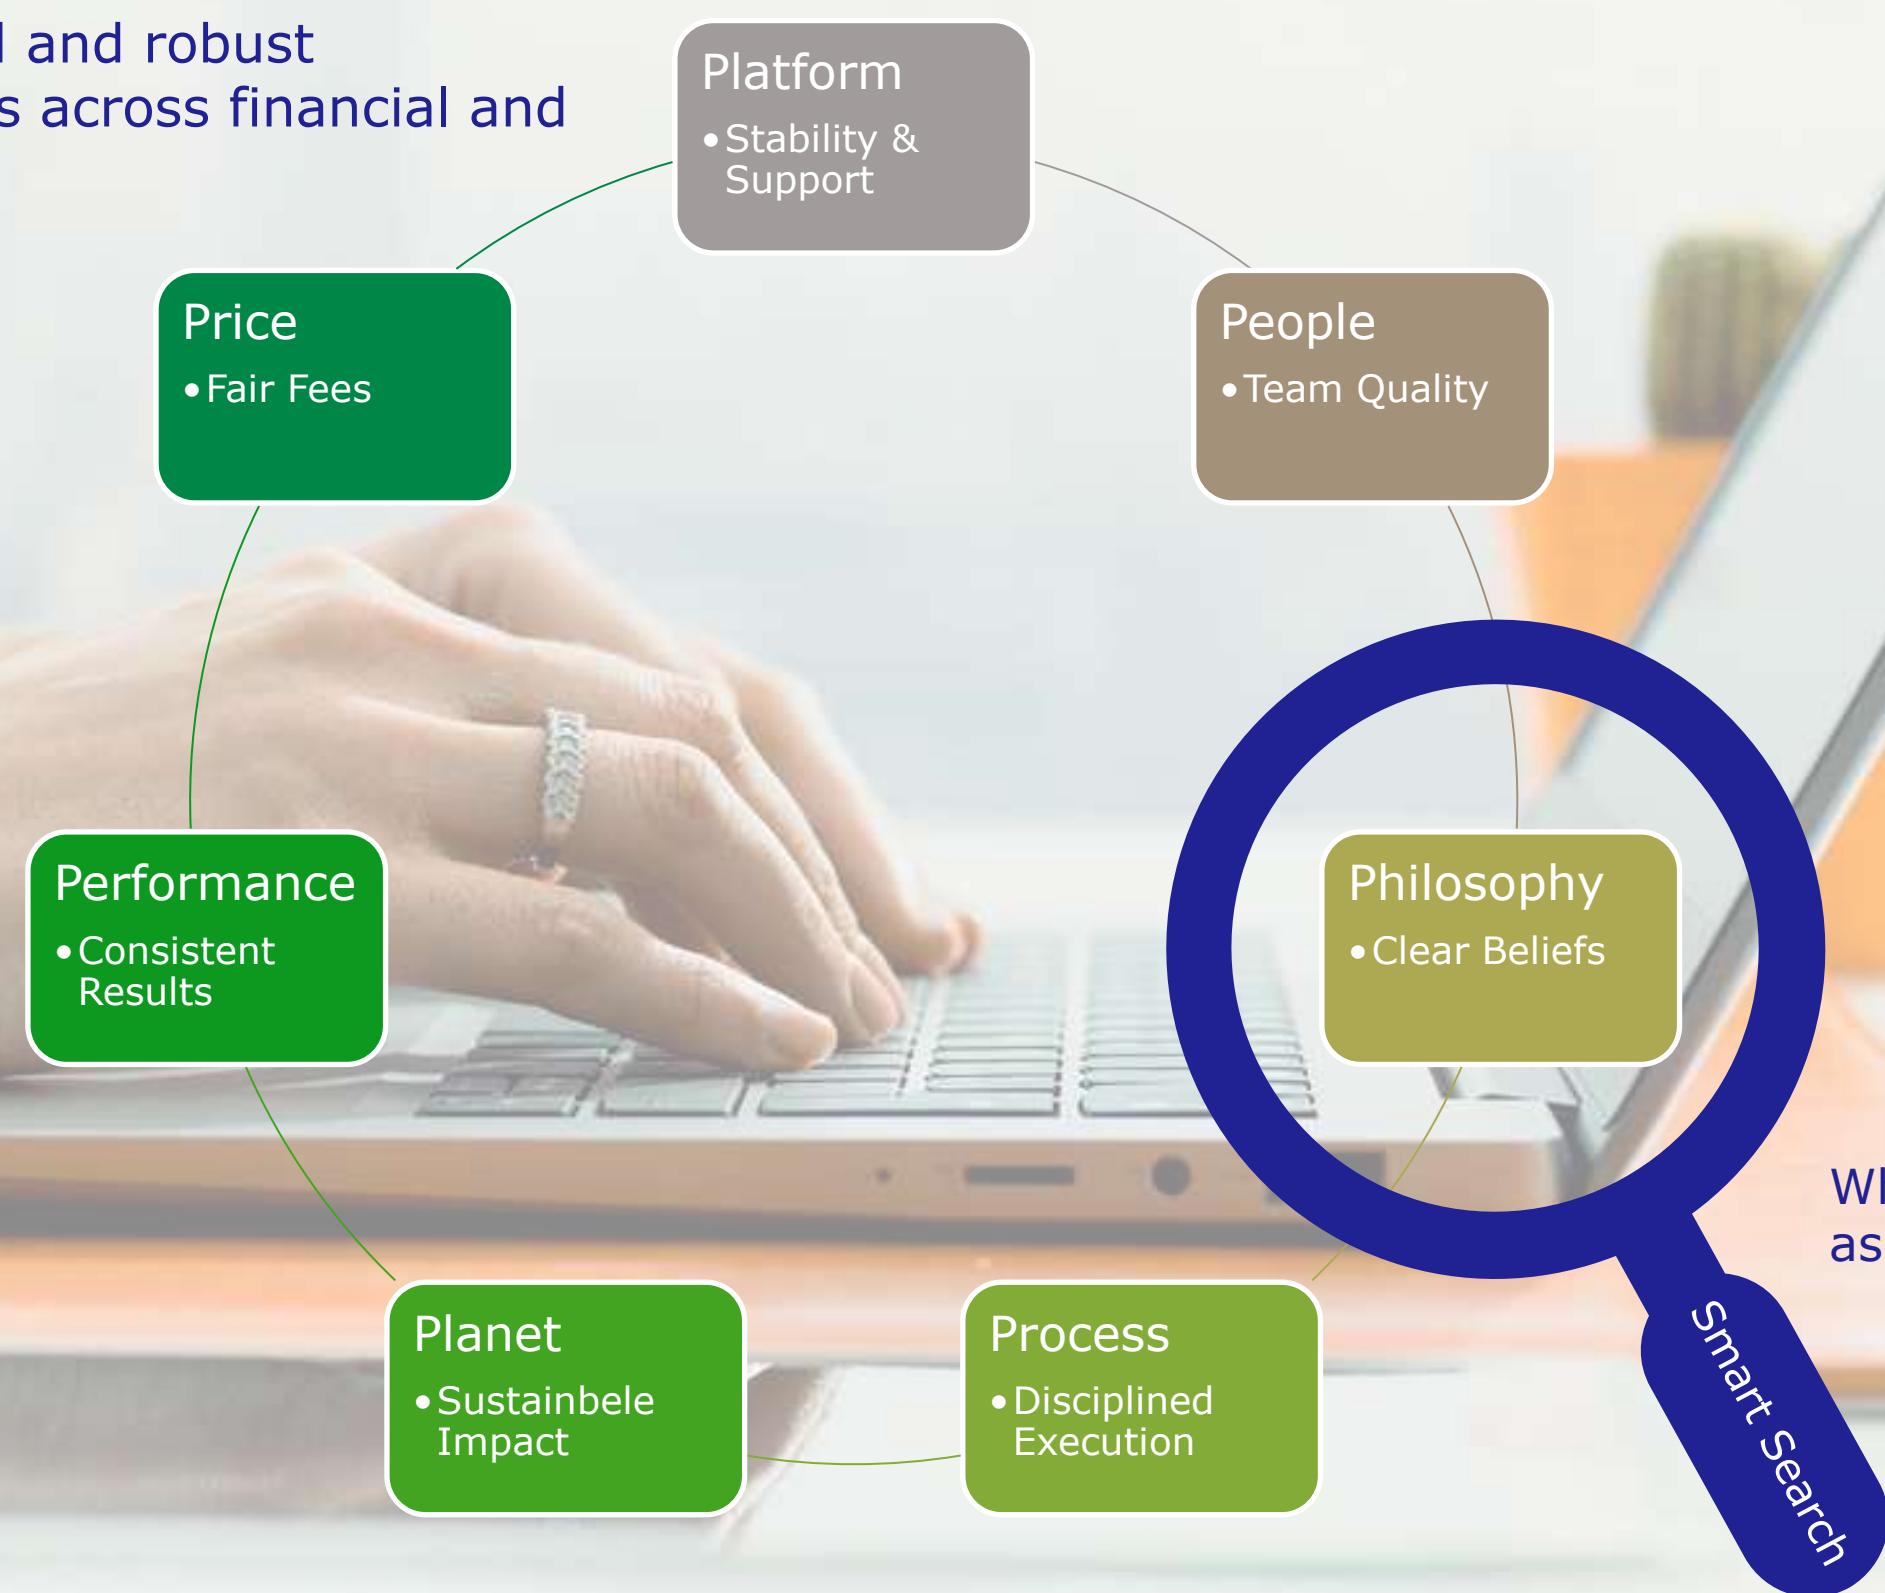 and robust
across financial and
Platform
•Stability &
Support
Price
•Fair Fees
People
•Team Quality
Performance
•Consistent
Results
Philosophy
•Clear Beliefs
as
Planet
•Sustainbele
Impact
Process
•Disciplined
Execution
Smart Search